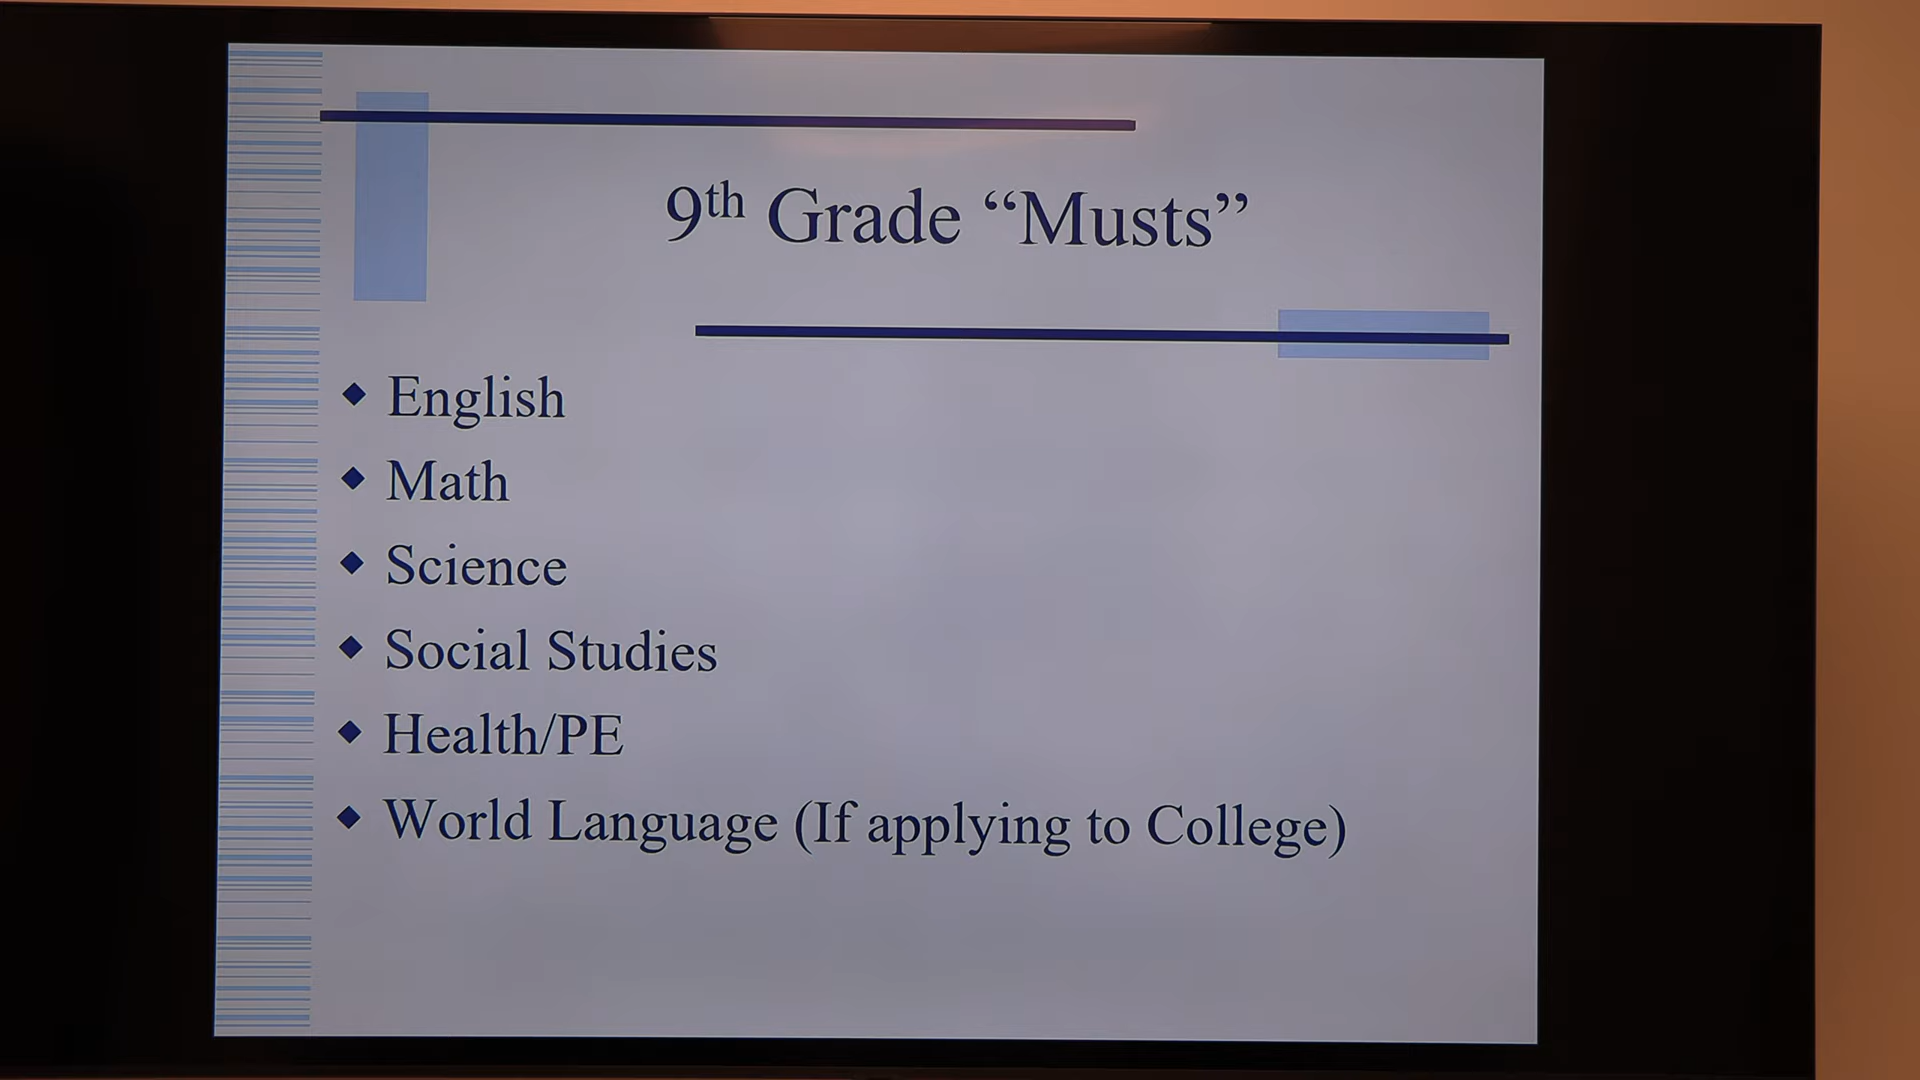 9th Grade “Musts”
English
Math
Science
Social Studies
Health/PE
World Language (If applying to College)